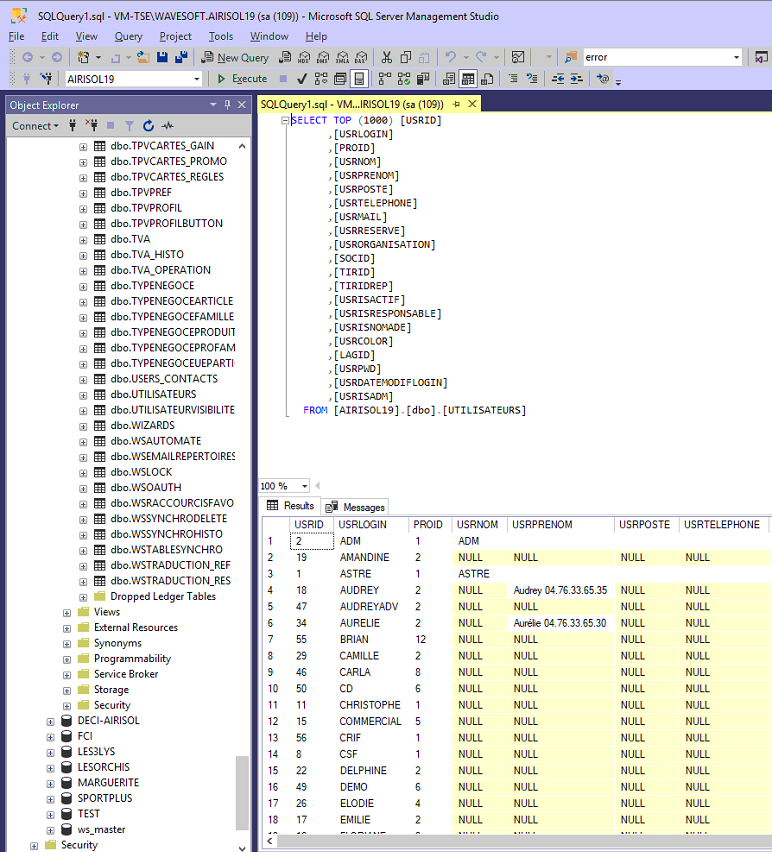 SQLQuery1.sql - VM-TSE\WAVESOFT.AIRISOL19 (sa (109)) - Microsoft SQL Server Management Studio
File Edit View Query Project Tools Window Help
New Query MDX DMX XMLA DAX error
AIRISOL19 Execute
Object Explorer
Connect
dbo.TPVCARTES_GAIN
dbo.TPVCARTES_PROMO
dbo.TPVCARTES_REGLES
dbo.TPVPREF
dbo.TPVPROFIL
dbo.TPVPROFILBUTTON
dbo.TVA
dbo.TVA_HISTO
dbo.TVA_OPERATION
dbo.TYPENEGOCE
dbo.TYPENEGOCEARTICLE
dbo.TYPENEGOCEFAMILLE
dbo.TYPENEGOCEPRODUIT
dbo.TYPENEGOCEPROFAM
dbo.TYPENEGOCEUEPARTI
dbo.USERS_CONTACTS
dbo.UTILISATEURS
dbo.UTILISATEURVISIBILITE
dbo.WIZARDS
dbo.WSAUTOMATE
dbo.WSEMAILREPERTOIRES
dbo.WSLOCK
dbo.WSOAUTH
dbo.WSRACCOURCISFAVO
dbo.WSSYNCHRODELETE
dbo.WSSYNCHROHISTO
dbo.WSTABLESYNCHRO
dbo.WSTRADUCTION_REF
dbo.WSTRADUCTION_RES
Dropped Ledger Tables
Views
External Resources
Synonyms
Programmability
Service Broker
Storage
Security
DECI-AIRISOL
FCI
LES3LYS
LESORCHIS
MARGUERITE
SPORTPLUS
TEST
ws_master
Security
SQLQuery1.sql - VM...IRISOL19 (sa (109))
SELECT TOP (1000) [USRID]
,[USRLOGIN]
,[PROID]
,[USRNOM]
,[USRPRENOM]
,[USRPOSTE]
,[USRTELEPHONE]
,[USRMAIL]
,[USRRESERVE]
,[USRORGANISATION]
,[SOCID]
,[TIRID]
,[TIRIDREP]
,[USRISACTIF]
,[USRISRESPONSABLE]
,[USRISNOMADE]
,[USRCOLOR]
,[LAGID]
,[USRPWD]
,[USRDATEMODIFLOGIN]
,[USRISADM]
FROM [AIRISOL19].[dbo].[UTILISATEURS]
100 %
Results Messages
USRID USRLOGIN PROID USRNOM USRPRENOM USRPOSTE USRTELEPHONE
1 2 ADM 1 ADM
2 19 AMANDINE 2 NULL NULL NULL NULL
3 1 ASTRE 1 ASTRE
4 18 AUDREY 2 NULL Audrey 04.76.33.65.35 NULL NULL
5 47 AUDREYADV 2 NULL NULL NULL NULL
6 34 AURELIE 2 NULL Aurélie 04.76.33.65.30 NULL NULL
7 55 BRIAN 12 NULL NULL NULL NULL
8 29 CAMILLE 2 NULL NULL NULL NULL
9 46 CARLA 8 NULL NULL NULL NULL
10 50 CD 6 NULL NULL NULL NULL
11 11 CHRISTOPHE 1 NULL NULL NULL NULL
12 15 COMMERCIAL 5 NULL NULL NULL NULL
13 56 CRIF 1 NULL NULL NULL NULL
14 8 CSF 1 NULL NULL NULL NULL
15 22 DELPHINE 2 NULL NULL NULL NULL
16 49 DEMO 6 NULL NULL NULL NULL
17 26 ELODIE 4 NULL NULL NULL NULL
18 17 EMILIE 2 NULL NULL NULL NULL